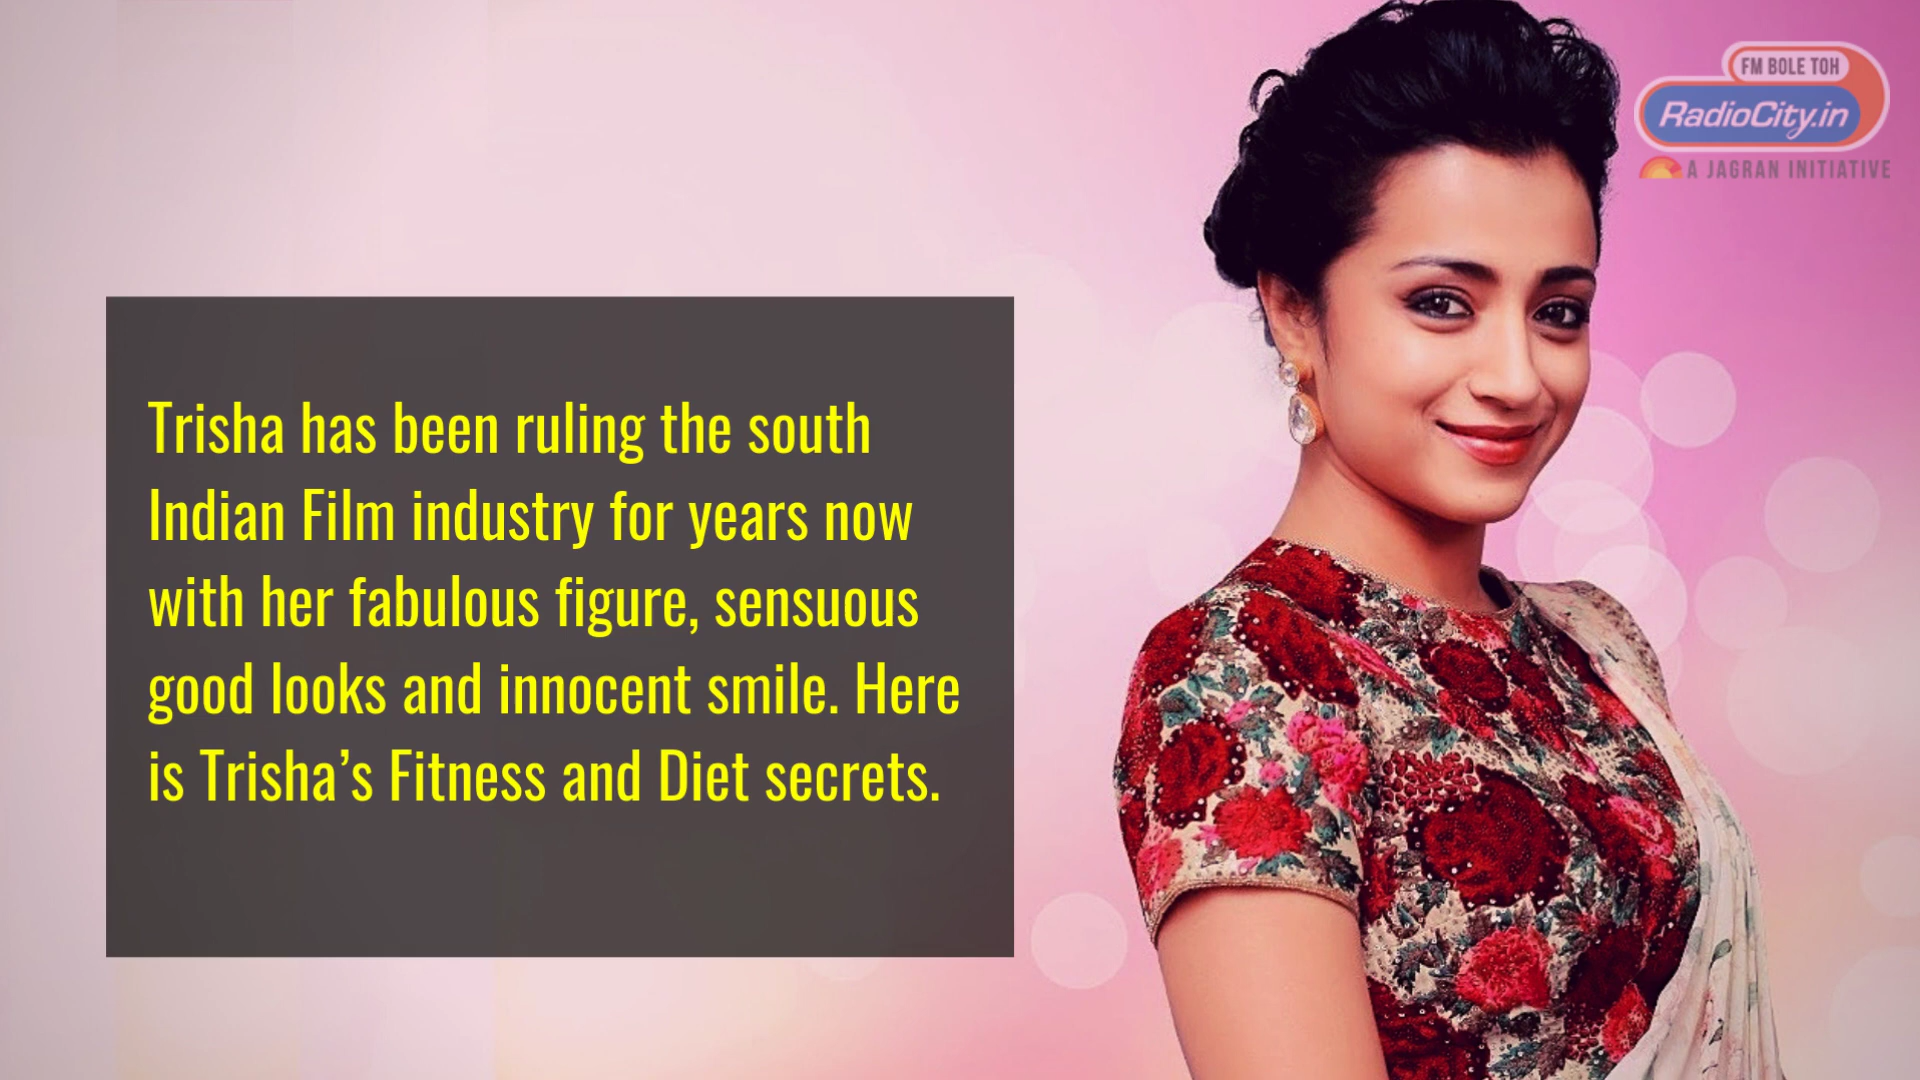 FM BOLE TOH
RadioCity.in
A JAGRAN INITIATIVE
Trisha has been ruling the south
Indian Film industry for years now
with her fabulous figure, sensuous
good looks and innocent smile. Here
is Trisha’s Fitness and Diet secrets.